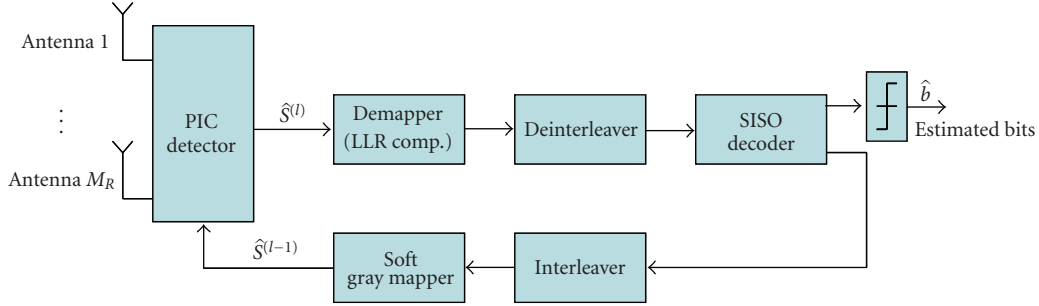 Antenna 1
⋮
Antenna M_R
PIC
detector
Ŝ^(l)
Demapper
(LLR comp.)
Deinterleaver
SISO
decoder
b̂
Estimated bits
Ŝ^(l−1)
Soft
gray mapper
Interleaver